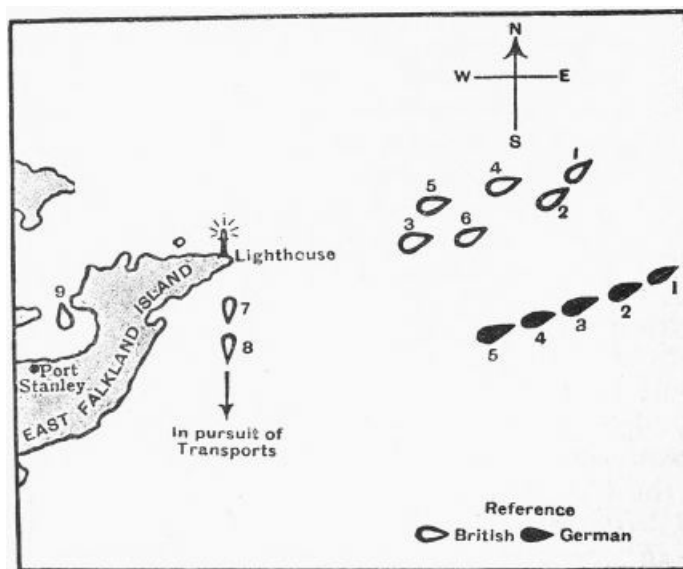 N
W E
S
1
4
2
5
3 6
Lighthouse
EAST FALKLAND ISLAND
9
7
8
Port
Stanley
1
2
3
4
5
In pursuit of
Transports
Reference
British German